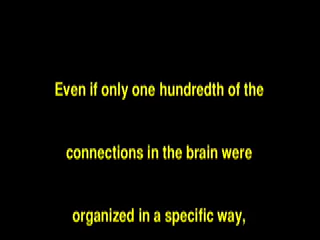 Even if only one hundredth of the
connections in the brain were
organized in a specific way,